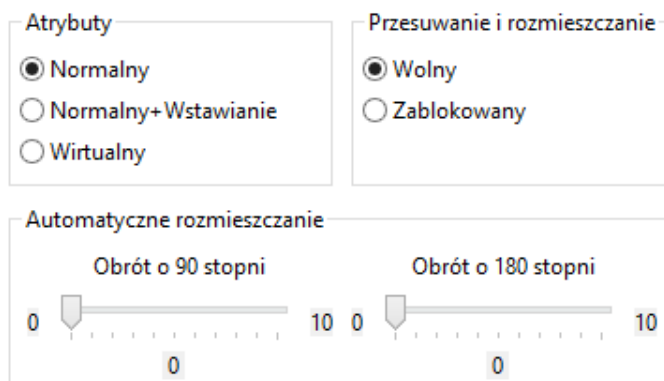 Atrybuty
Normalny
Normalny+Wstawianie
Wirtualny
Przesuwanie i rozmieszczanie
Wolny
Zablokowany
Automatyczne rozmieszczanie
Obrót o 90 stopni
0 10
0
Obrót o 180 stopni
0 10
0